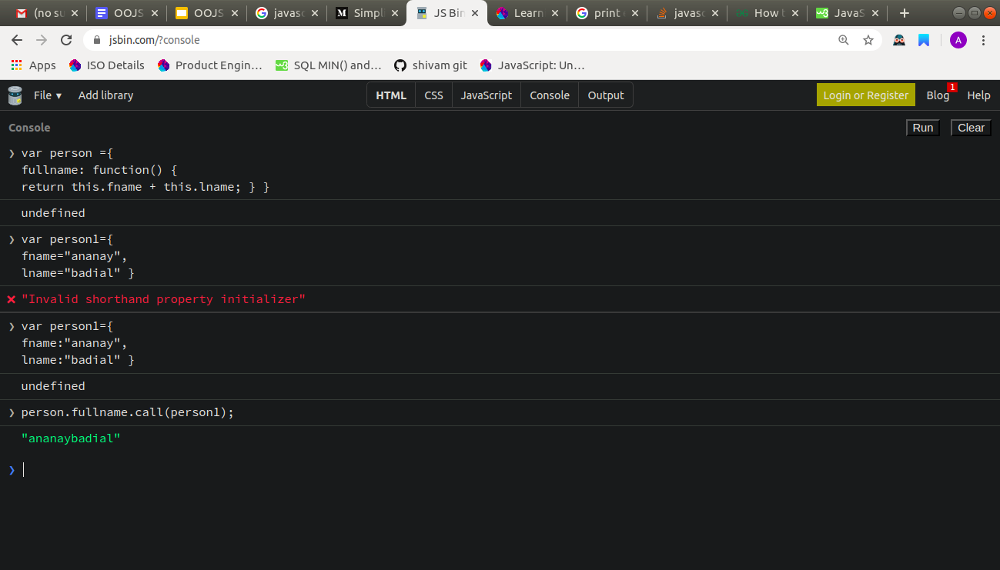 (no su
OOJS
OOJS
javasc
M
Simpli
JS Bin
Learn
print
javasc
How t
JavaS
jsbin.com/?console
A
Apps
ISO Details
Product Engin…
SQL MIN() and…
shivam git
JavaScript: Un…
File ▾
Add library
HTML
CSS
JavaScript
Console
Output
Login or Register
Blog
1
Help
Console
Run
Clear
❯ var person ={
fullname: function() {
return this.fname + this.lname; } }
undefined
❯ var person1={
fname="ananay",
lname="badial" }
✖ "Invalid shorthand property initializer"
❯ var person1={
fname:"ananay",
lname:"badial" }
undefined
❯ person.fullname.call(person1);
"ananaybadial"
❯